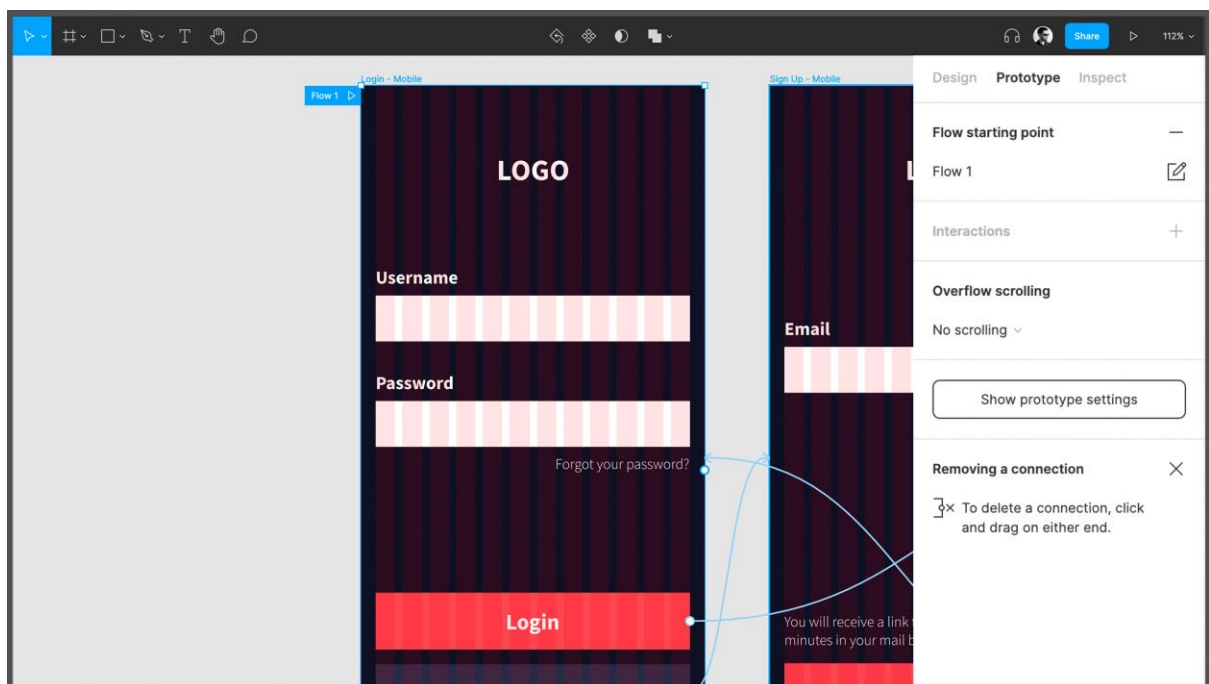 Share
112%
Login - Mobile
Sign Up - Mobile
Flow 1
LOGO
Username
Password
Forgot your password?
Login
L
Email
You will receive a link
minutes in your mail
Design Prototype Inspect
Flow starting point
Flow 1
Interactions
Overflow scrolling
No scrolling
Show prototype settings
Removing a connection
To delete a connection, click
and drag on either end.